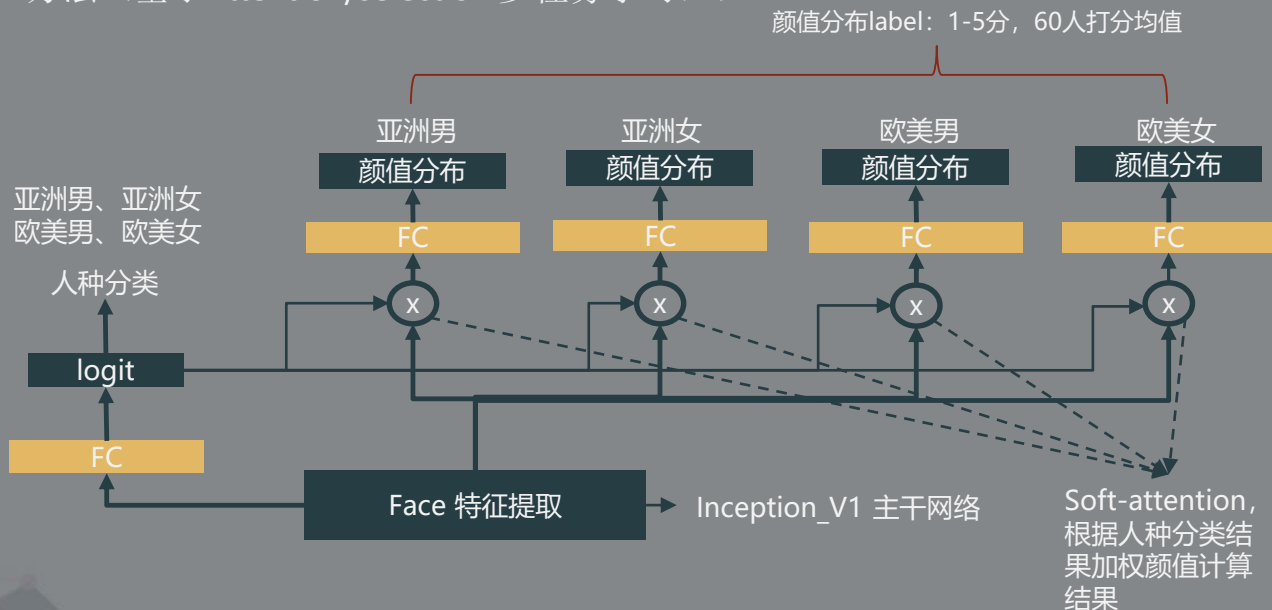 颜值分布label：1-5分，60人打分均值
亚洲男
亚洲女
欧美男
欧美女
颜值分布
颜值分布
颜值分布
颜值分布
亚洲男、亚洲女
欧美男、欧美女
FC
FC
FC
FC
人种分类
x
x
x
x
logit
FC
Face 特征提取
Inception_V1 主干网络
Soft-attention，
根据人种分类结
果加权颜值计算
结果